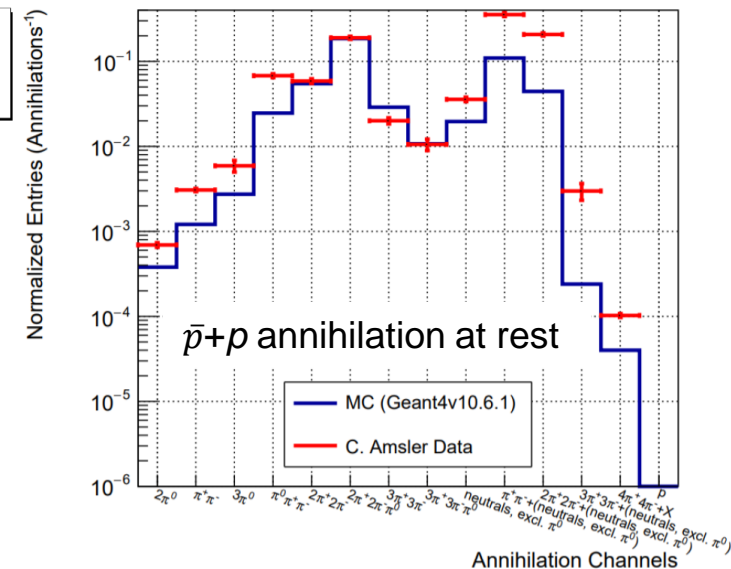 Normalized Entries (Annihilations⁻¹)
10⁻¹
10⁻²
10⁻³
10⁻⁴
10⁻⁵
10⁻⁶
p̄+p annihilation at rest
MC (Geant4v10.6.1)
C. Amsler Data
2π⁰
π⁺π⁻
3π⁰
π⁰π⁺π⁻
2π⁺2π⁻
2π⁺2π⁻π⁰
3π⁺3π⁻
3π⁺3π⁻π⁰
neutrals, excl. π⁰
π⁺π⁻+(neutrals, excl. π⁰)
2π⁺2π⁻+(neutrals, excl. π⁰)
3π⁺3π⁻+(neutrals, excl. π⁰)
4π⁺4π⁻+X
p
Annihilation Channels